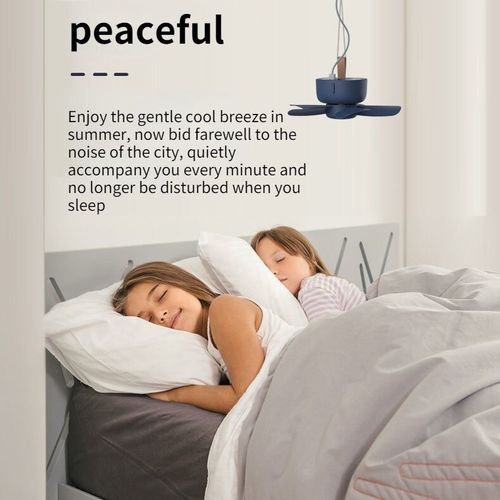 peaceful
Enjoy the gentle cool breeze in
summer, now bid farewell to the
noise of the city, quietly
accompany you every minute and
no longer be disturbed when you
sleep